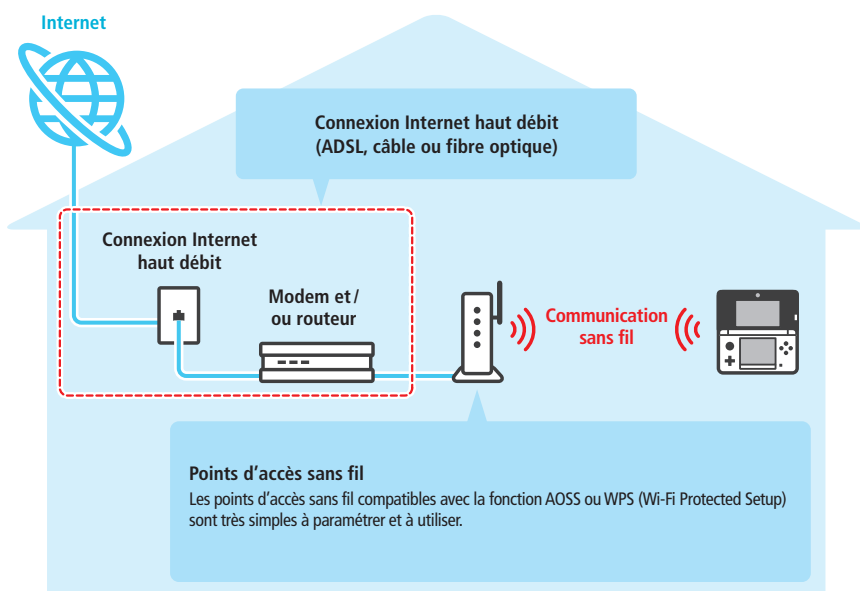 Internet
Connexion Internet haut débit
(ADSL, câble ou fibre optique)
Connexion Internet
haut débit
Modem et/
ou routeur
Communication
sans fil
Points d’accès sans fil
Les points d’accès sans fil compatibles avec la fonction AOSS ou WPS (Wi-Fi Protected Setup)
sont très simples à paramétrer et à utiliser.